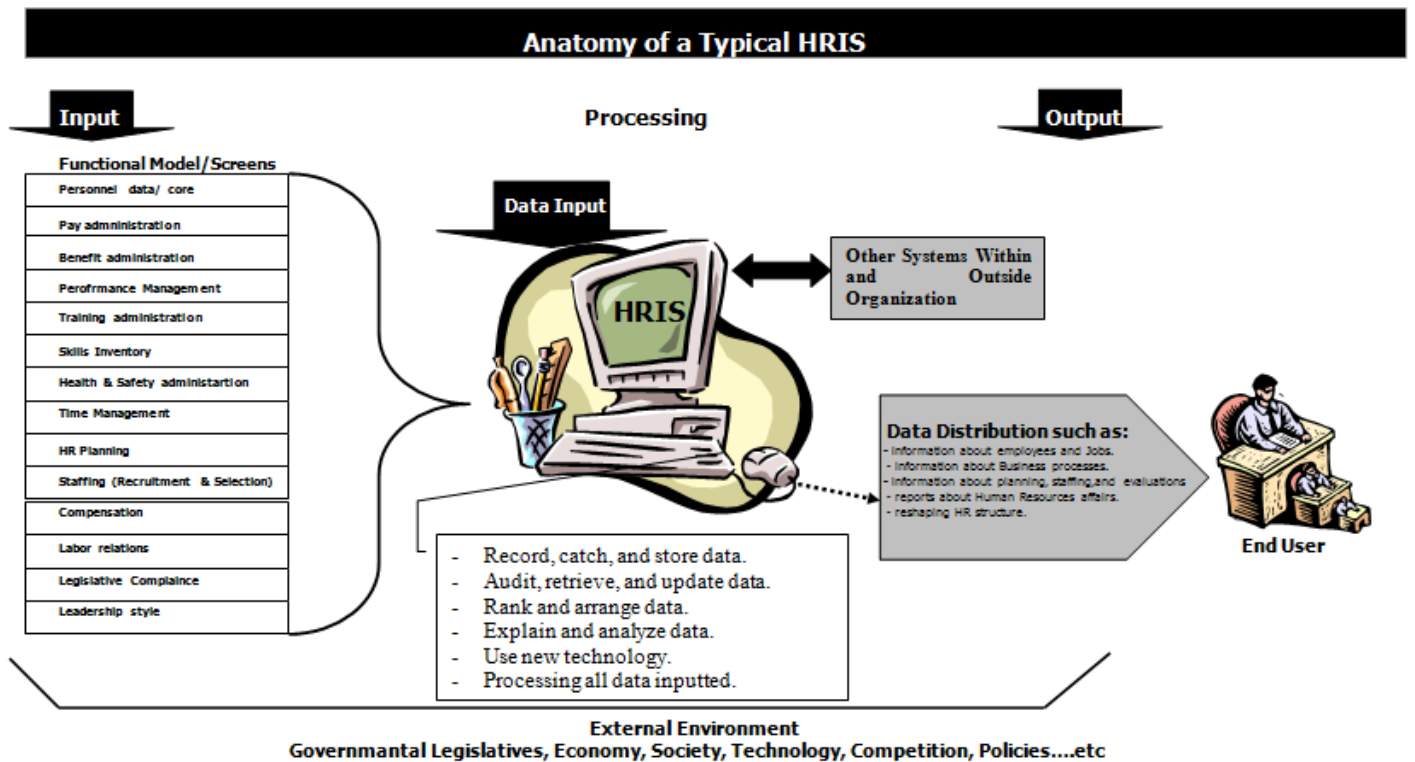 Anatomy of a Typical HRIS
Input
Processing
Output
Functional Model/Screens
Personnel data/ core
Pay admninistration
Benefit administration
Perofrmance Management
Training administration
Skills Inventory
Health & Safety administartion
Time Management
HR Planning
Staffing (Recruitment & Selection)
Compensation
Labor relations
Legislative Complaince
Leadership style
Data Input
HRIS
Other Systems Within
and Outside
Organization
Data Distribution such as:
- Information about employees and Jobs.
- Information about Business processes.
- Information about planning, staffing,and evaluations
- reports about Human Resources affairs.
- reshaping HR structure.
End User
- Record, catch, and store data.
- Audit, retrieve, and update data.
- Rank and arrange data.
- Explain and analyze data.
- Use new technology.
- Processing all data inputted.
External Environment
Governmantal Legislatives, Economy, Society, Technology, Competition, Policies....etc